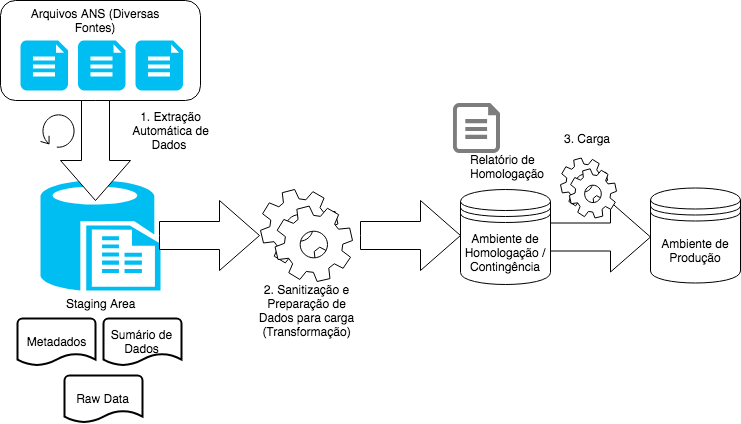 Arquivos ANS (Diversas
Fontes)
1. Extração
Automática de
Dados
Staging Area
Metadados
Sumário de
Dados
Raw Data
2. Sanitização e
Preparação de
Dados para carga
(Transformação)
Relatório de
Homologação
Ambiente de
Homologação /
Contingência
3. Carga
Ambiente de
Produção